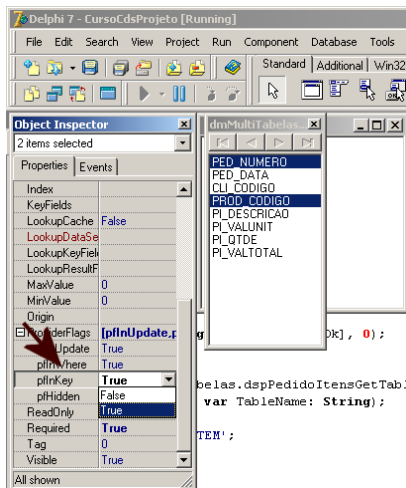 Delphi 7 - CursoCdsProjeto [Running]
File Edit Search View Project Run Component Database Tools
Standard Additional Win32
Object Inspector
2 items selected
Properties Events
Index
KeyFields
LookupCache False
LookupDataSe
LookupKeyFiel
LookupResultF
MaxValue 0
MinValue 0
Origin
ProviderFlags [pfInUpdate,p
Update True
pfInWhere True
pfInKey True
pfHidden False
True
ReadOnly
Required True
Tag 0
Visible True
All shown
dmMultiTabelas...
PED_NUMERO
PED_DATA
CLI_CODIGO
PROD_CODIGO
PI_DESCRICAO
PI_VALUNIT
PI_QTDE
PI_VALTOTAL
g
Ok], 0);
belas.dspPedidoItensGetTabl
var TableName: String);
TEM';